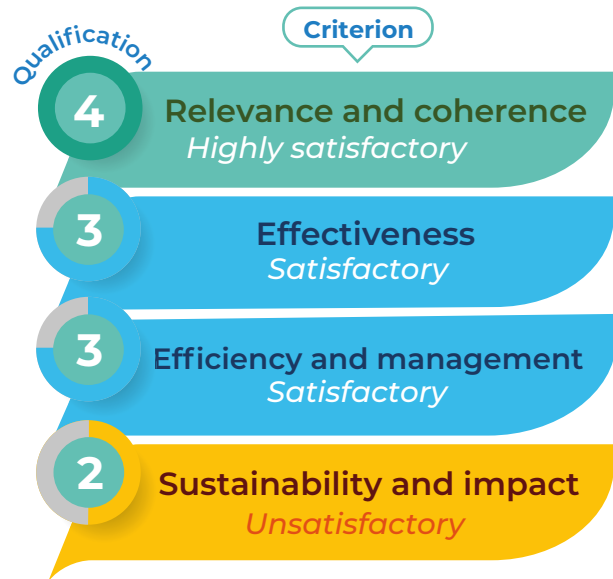 Qualification
Criterion
4
Relevance and coherence
Highly satisfactory
3
Effectiveness
Satisfactory
3
Efficiency and management
Satisfactory
2
Sustainability and impact
Unsatisfactory